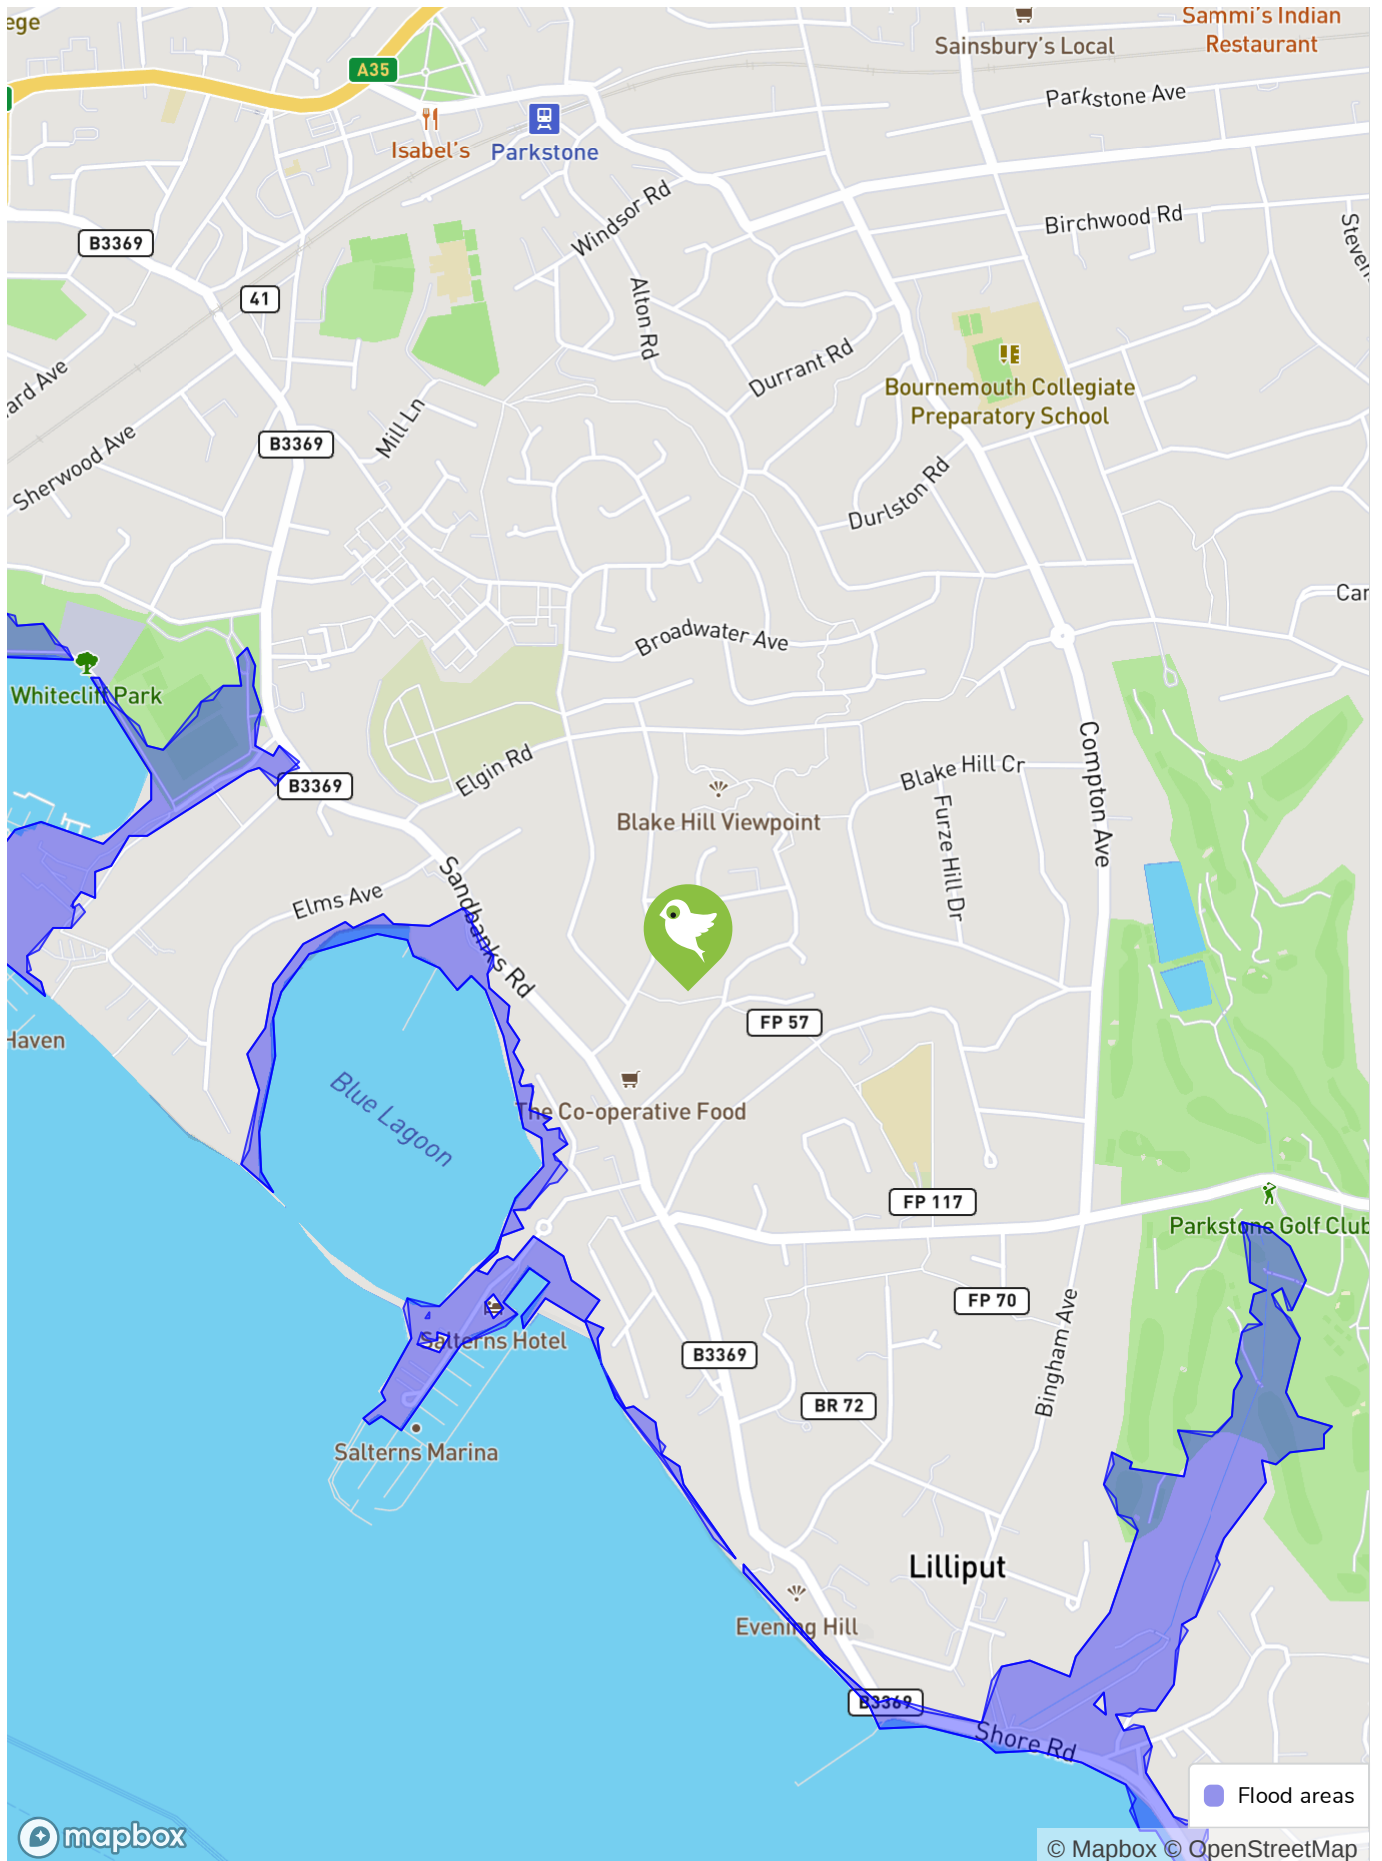 ege
Sammi's Indian
Restaurant
Sainsbury's Local
A35
Parkstone Ave
Isabel's
Parkstone
Windsor Rd
Birchwood Rd
B3369
41
Alton Rd
Durrant Rd
Bournemouth Collegiate
Preparatory School
ard Ave
Mill Ln
B3369
Sherwood Ave
Durlston Rd
Car
Broadwater Ave
Whitecliff Park
Compton Ave
Elgin Rd
Blake Hill Cr
B3369
Blake Hill Viewpoint
Furze Hill Dr
Elms Ave
Sandbanks Rd
FP 57
Haven
Blue Lagoon
The Co-operative Food
FP 117
Parkstone Golf Club
FP 70
Salterns Hotel
B3369
Bingham Ave
BR 72
Salterns Marina
Lilliput
Evening Hill
B3369
Shore Rd
Flood areas
mapbox
© Mapbox © OpenStreetMap